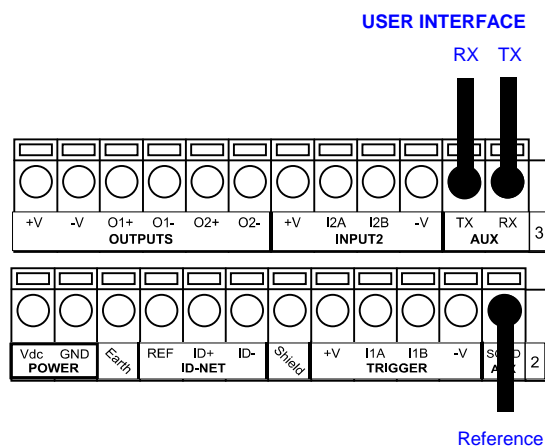 USER INTERFACE
RX TX
+V -V O1+ O1- O2+ O2- +V I2A I2B -V TX RX
OUTPUTS INPUT2 AUX 3
Vdc GND Earth REF ID+ ID- Shield +V I1A I1B -V
POWER ID-NET TRIGGER 2
Reference